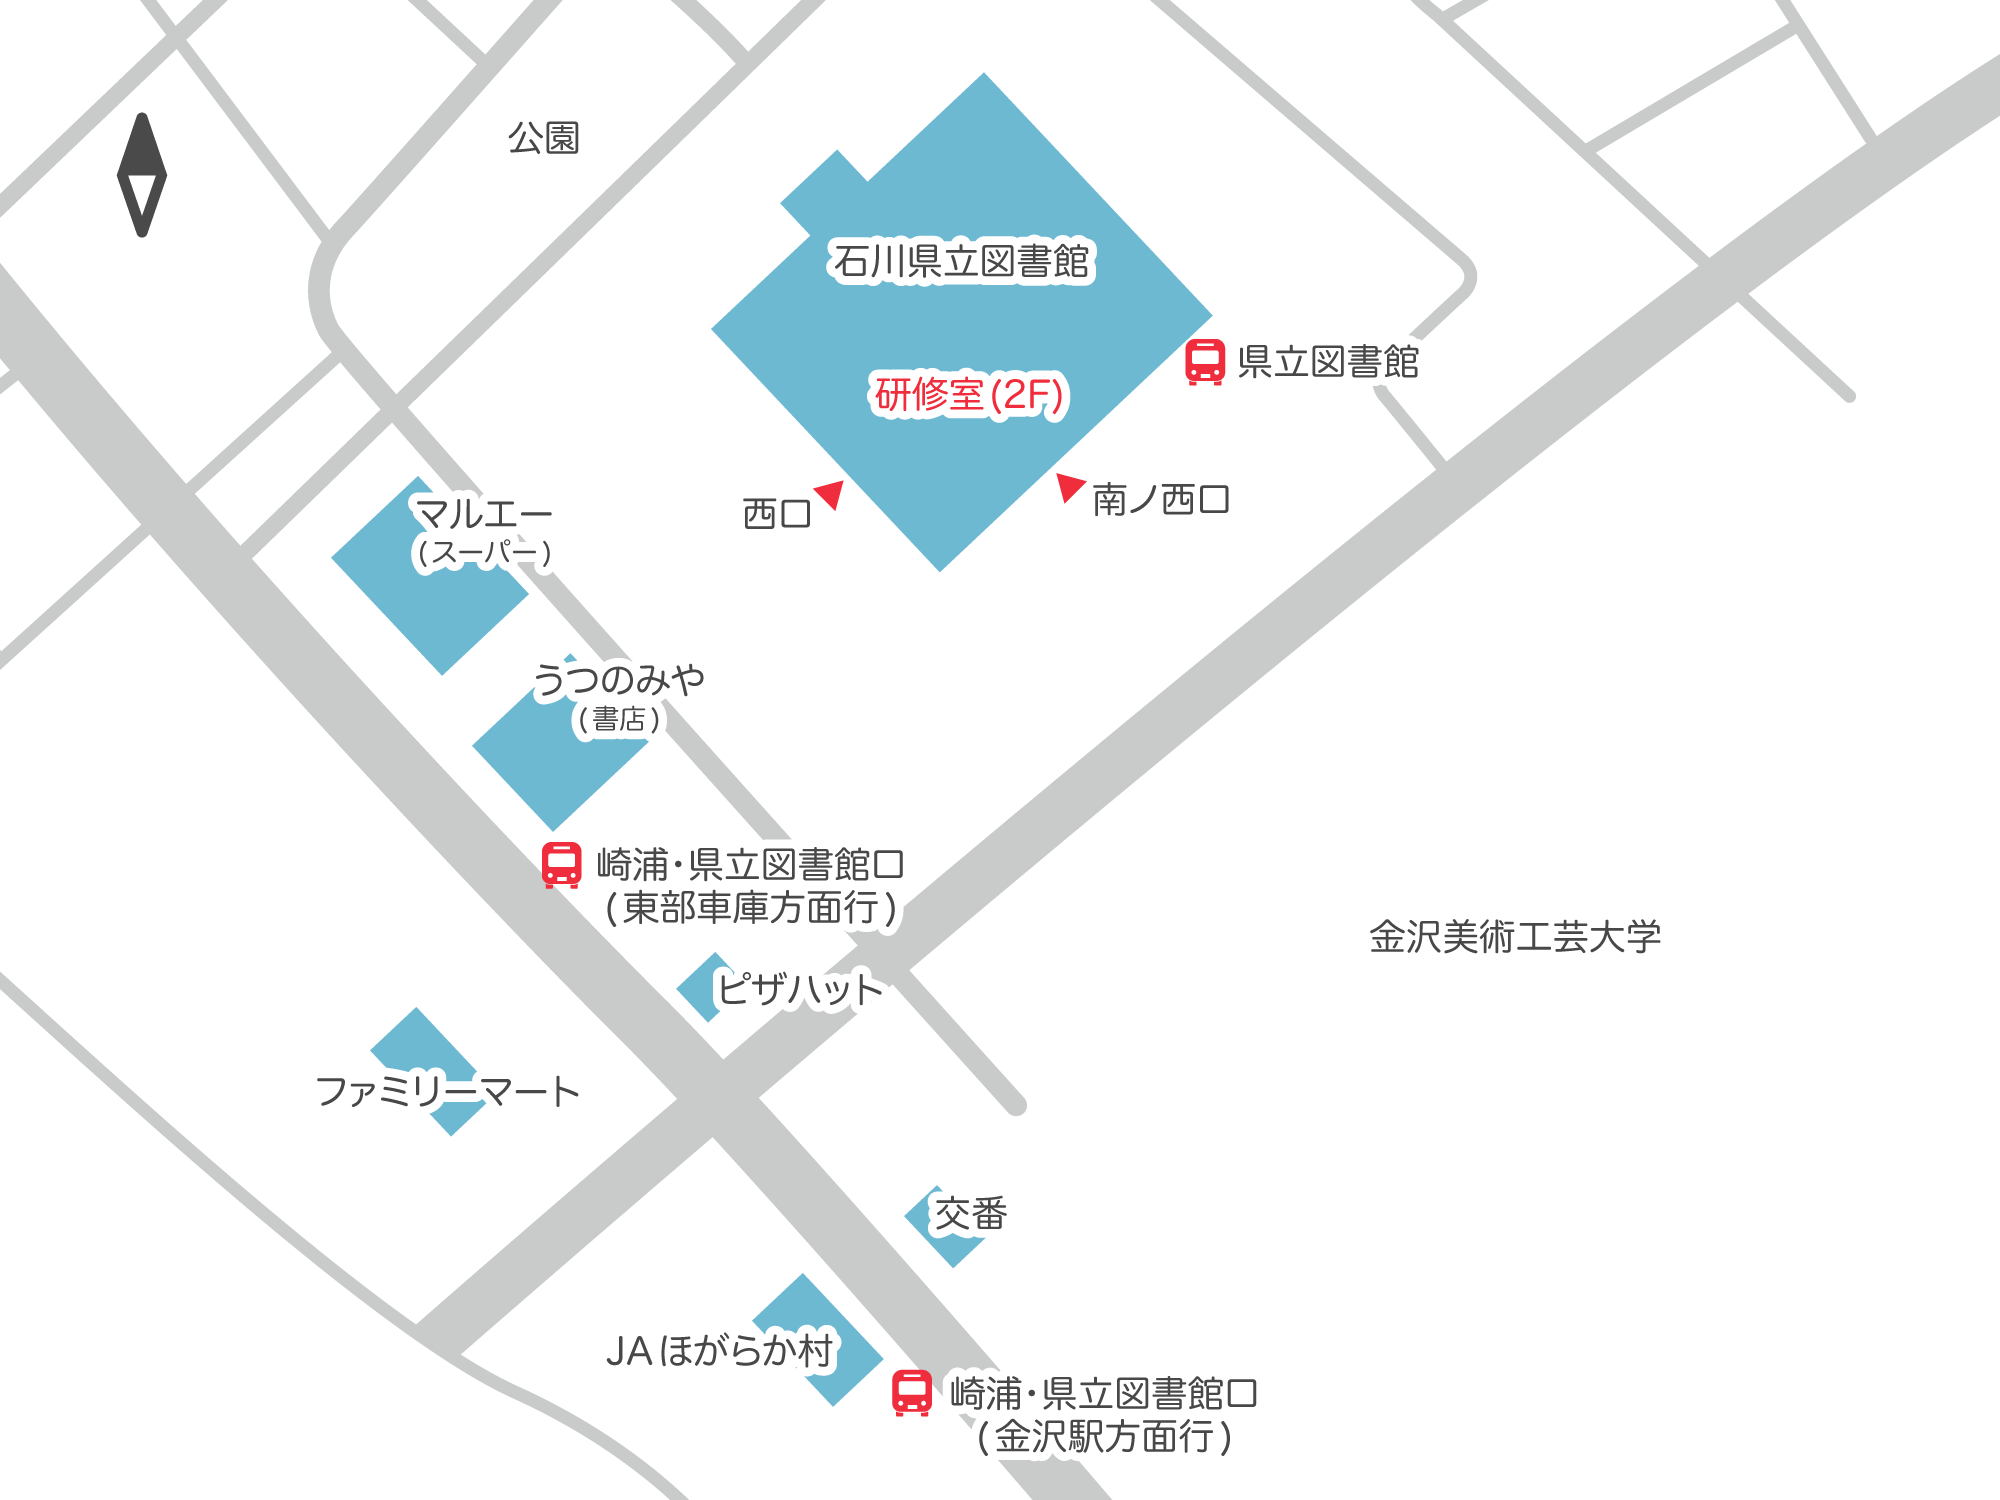 公園
石川県立図書館
県立図書館
研修室(2F)
西口
南ノ西口
マルエー
(スーパー)
うつのみや
(書店)
崎浦・県立図書館口
(東部車庫方面行)
金沢美術工芸大学
ピザハット
ファミリーマート
交番
JAほがらか村
崎浦・県立図書館口
(金沢駅方面行)